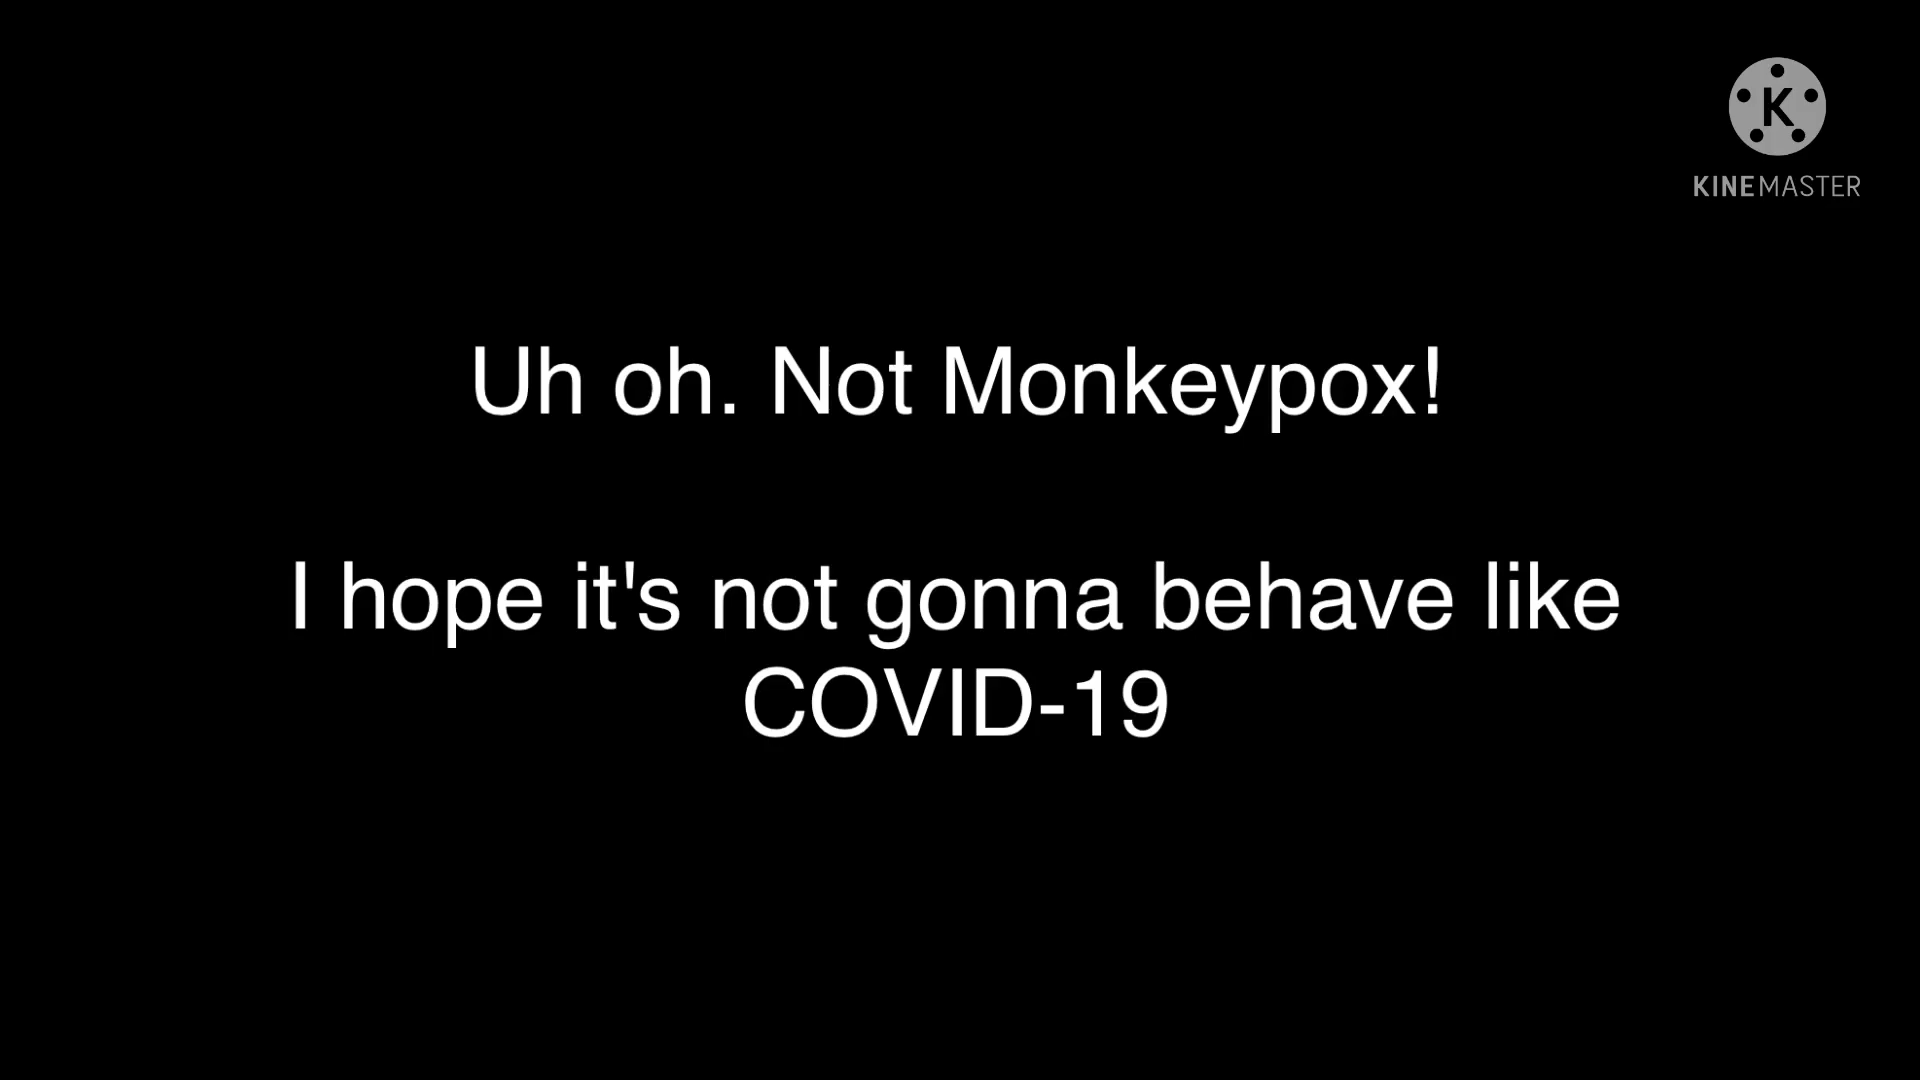 K
KINEMASTER
Uh oh. Not Monkeypox!
I hope it's not gonna behave like
COVID-19